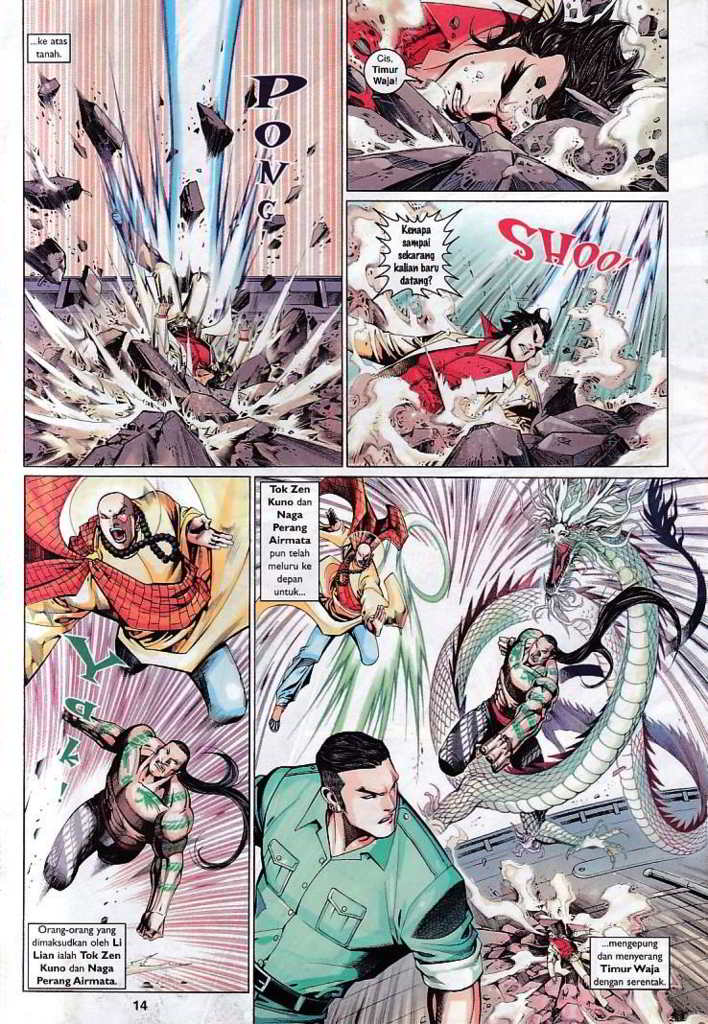 ...ke atas
tanah.
PONG!
Cis,
Timur
Waja!
Kenapa
sampai
sekarang
kalian baru
datang?
SHOO!
YAK!
Orang-orang yang
dimaksudkan oleh Li
Lian ialah Tok Zen
Kuno dan Naga
Perang Airmata.
Tok Zen
Kuno dan
Naga
Perang
Airmata
pun telah
meluru ke
depan
untuk...
...mengepung
dan menyerang
Timur Waja
dengan serentak.
14